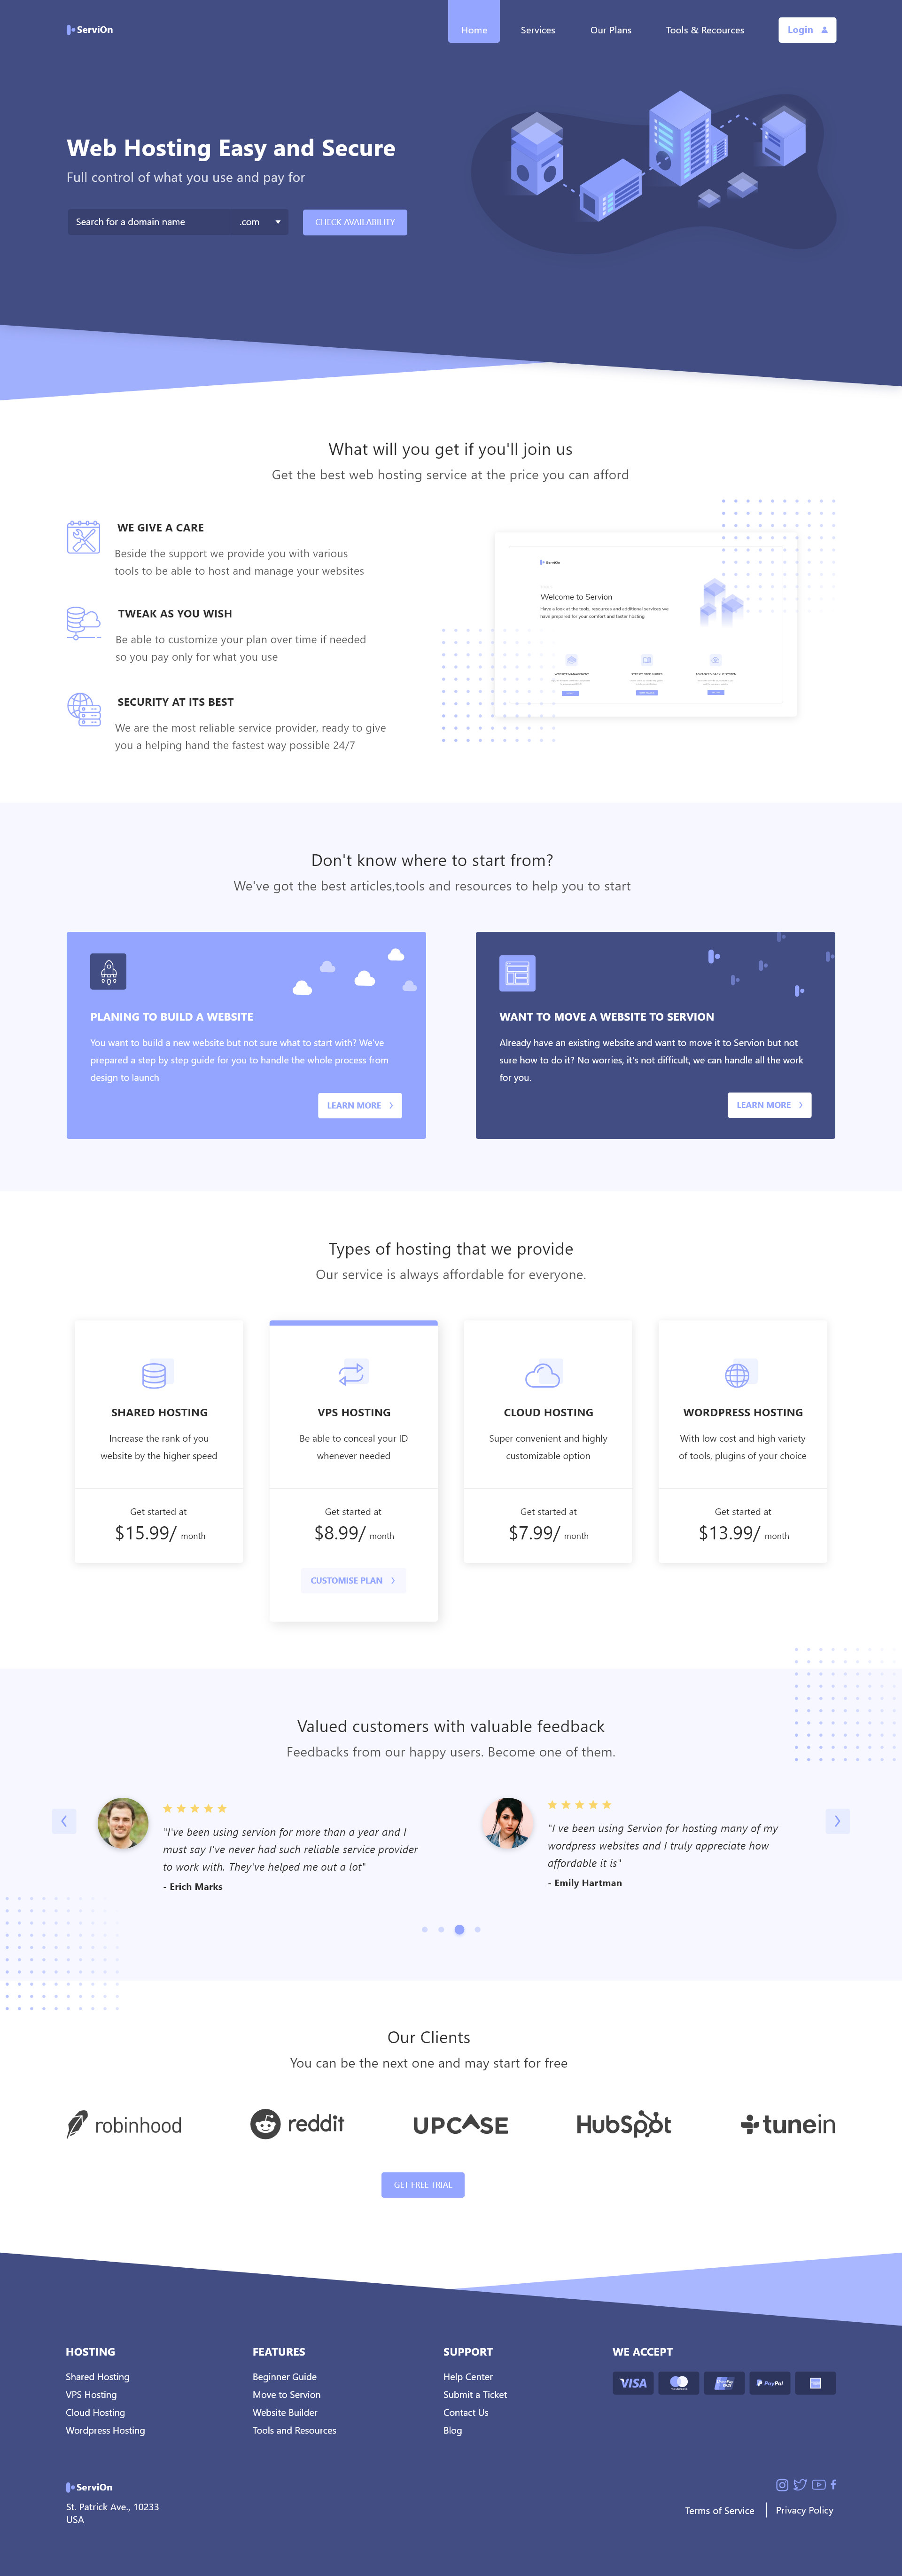 ServiOn
Home
Services
Our Plans
Tools & Recources
Login
Web Hosting Easy and Secure
Full control of what you use and pay for
Search for a domain name
.com
CHECK AVAILABILITY
What will you get if you'll join us
Get the best web hosting service at the price you can afford
WE GIVE A CARE
Beside the support we provide you with various
tools to be able to host and manage your websites
TWEAK AS YOU WISH
Be able to customize your plan over time if needed
so you pay only for what you use
SECURITY AT ITS BEST
We are the most reliable service provider, ready to give
you a helping hand the fastest way possible 24/7
ServiOn
Welcome to Servion
Have a look at the tools, resources and additional services we
have prepared for your comfort and faster hosting
WEBSITE MANAGEMENT
STEP BY STEP GUIDES
ADVANCED BACKUP SYSTEM
Don't know where to start from?
We've got the best articles,tools and resources to help you to start
PLANING TO BUILD A WEBSITE
You want to build a new website but not sure what to start with? We've
prepared a step by step guide for you to handle the whole process from
design to launch
LEARN MORE
WANT TO MOVE A WEBSITE TO SERVION
Already have an existing website and want to move it to Servion but not
sure how to do it? No worries, it's not difficult, we can handle all the work
for you.
LEARN MORE
Types of hosting that we provide
Our service is always affordable for everyone.
SHARED HOSTING
Increase the rank of you
website by the higher speed
Get started at
$15.99/ month
VPS HOSTING
Be able to conceal your ID
whenever needed
Get started at
$8.99/ month
CUSTOMISE PLAN
CLOUD HOSTING
Super convenient and highly
customizable option
Get started at
$7.99/ month
WORDPRESS HOSTING
With low cost and high variety
of tools, plugins of your choice
Get started at
$13.99/ month
Valued customers with valuable feedback
Feedbacks from our happy users. Become one of them.
"I've been using servion for more than a year and I
must say I've never had such reliable service provider
to work with. They've helped me out a lot"
- Erich Marks
"I ve been using Servion for hosting many of my
wordpress websites and I truly appreciate how
affordable it is"
- Emily Hartman
Our Clients
You can be the next one and may start for free
robinhood
reddit
UPCASE
HubSpot
tunein
GET FREE TRIAL
HOSTING
Shared Hosting
VPS Hosting
Cloud Hosting
Wordpress Hosting
FEATURES
Beginner Guide
Move to Servion
Website Builder
Tools and Resources
SUPPORT
Help Center
Submit a Ticket
Contact Us
Blog
WE ACCEPT
VISA
PayPal
ServiOn
St. Patrick Ave., 10233
USA
Terms of Service
Privacy Policy